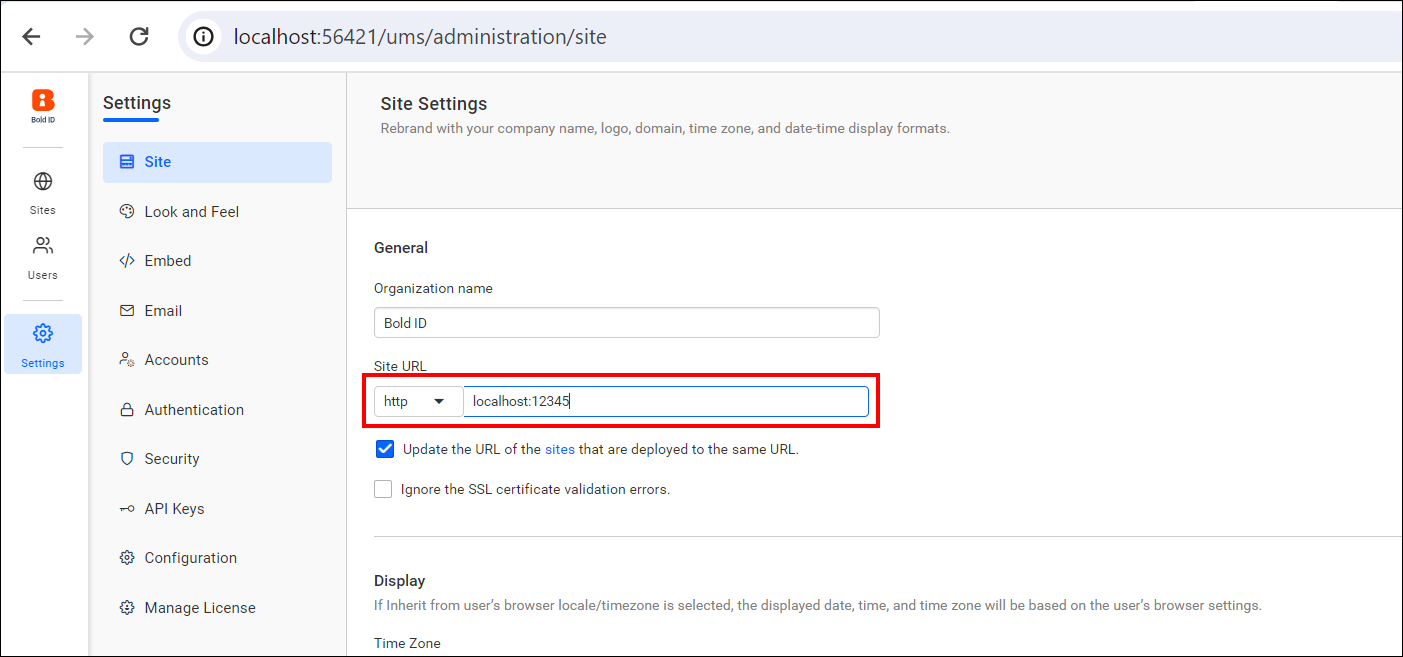 localhost:56421/ums/administration/site
Bold ID
Sites
Users
Settings
Settings
Site
Look and Feel
Embed
Email
Accounts
Authentication
Security
API Keys
Configuration
Manage License
Site Settings
Rebrand with your company name, logo, domain, time zone, and date-time display formats.
General
Organization name
Bold ID
Site URL
http localhost:12345
Update the URL of the sites that are deployed to the same URL.
Ignore the SSL certificate validation errors.
Display
If Inherit from user’s browser locale/timezone is selected, the displayed date, time, and time zone will be based on the user’s browser settings.
Time Zone